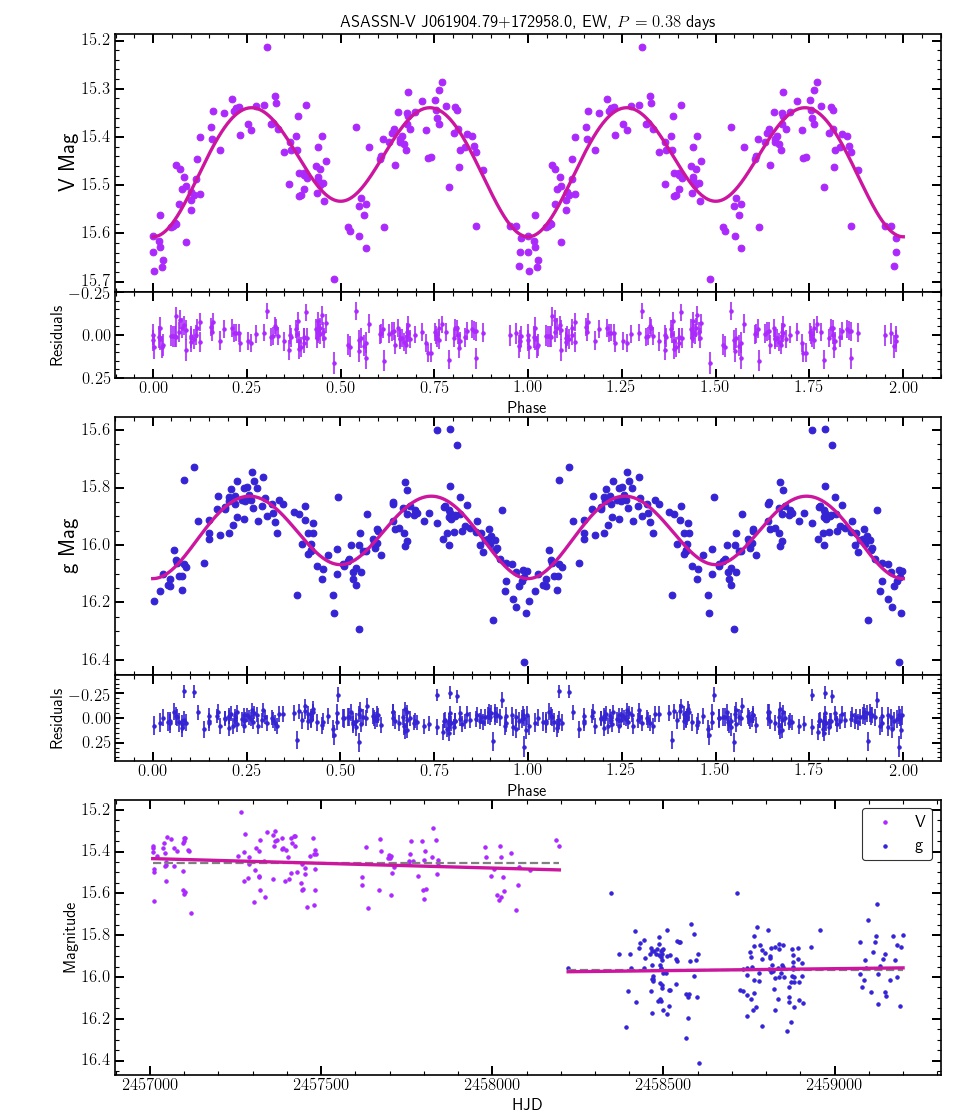 ASASSN-V J061904.79+172958.0, EW, P = 0.38 days
15.2
15.3
15.4
15.5
15.6
15.7
V Mag
−0.25
0.00
0.25
Residuals
0.00 0.25 0.50 0.75 1.00 1.25 1.50 1.75 2.00
Phase
15.6
15.8
16.0
16.2
16.4
g Mag
−0.25
0.00
0.25
Residuals
0.00 0.25 0.50 0.75 1.00 1.25 1.50 1.75 2.00
Phase
15.2
15.4
15.6
15.8
16.0
16.2
16.4
Magnitude
V
g
2457000 2457500 2458000 2458500 2459000
HJD